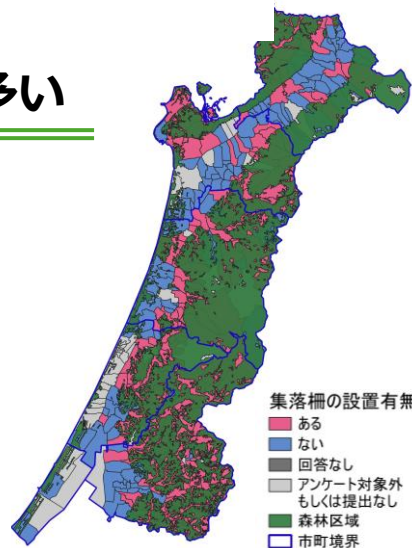 多い
集落柵の設置有無
ある
ない
回答なし
アンケート対象外
もしくは提出なし
森林区域
市町境界